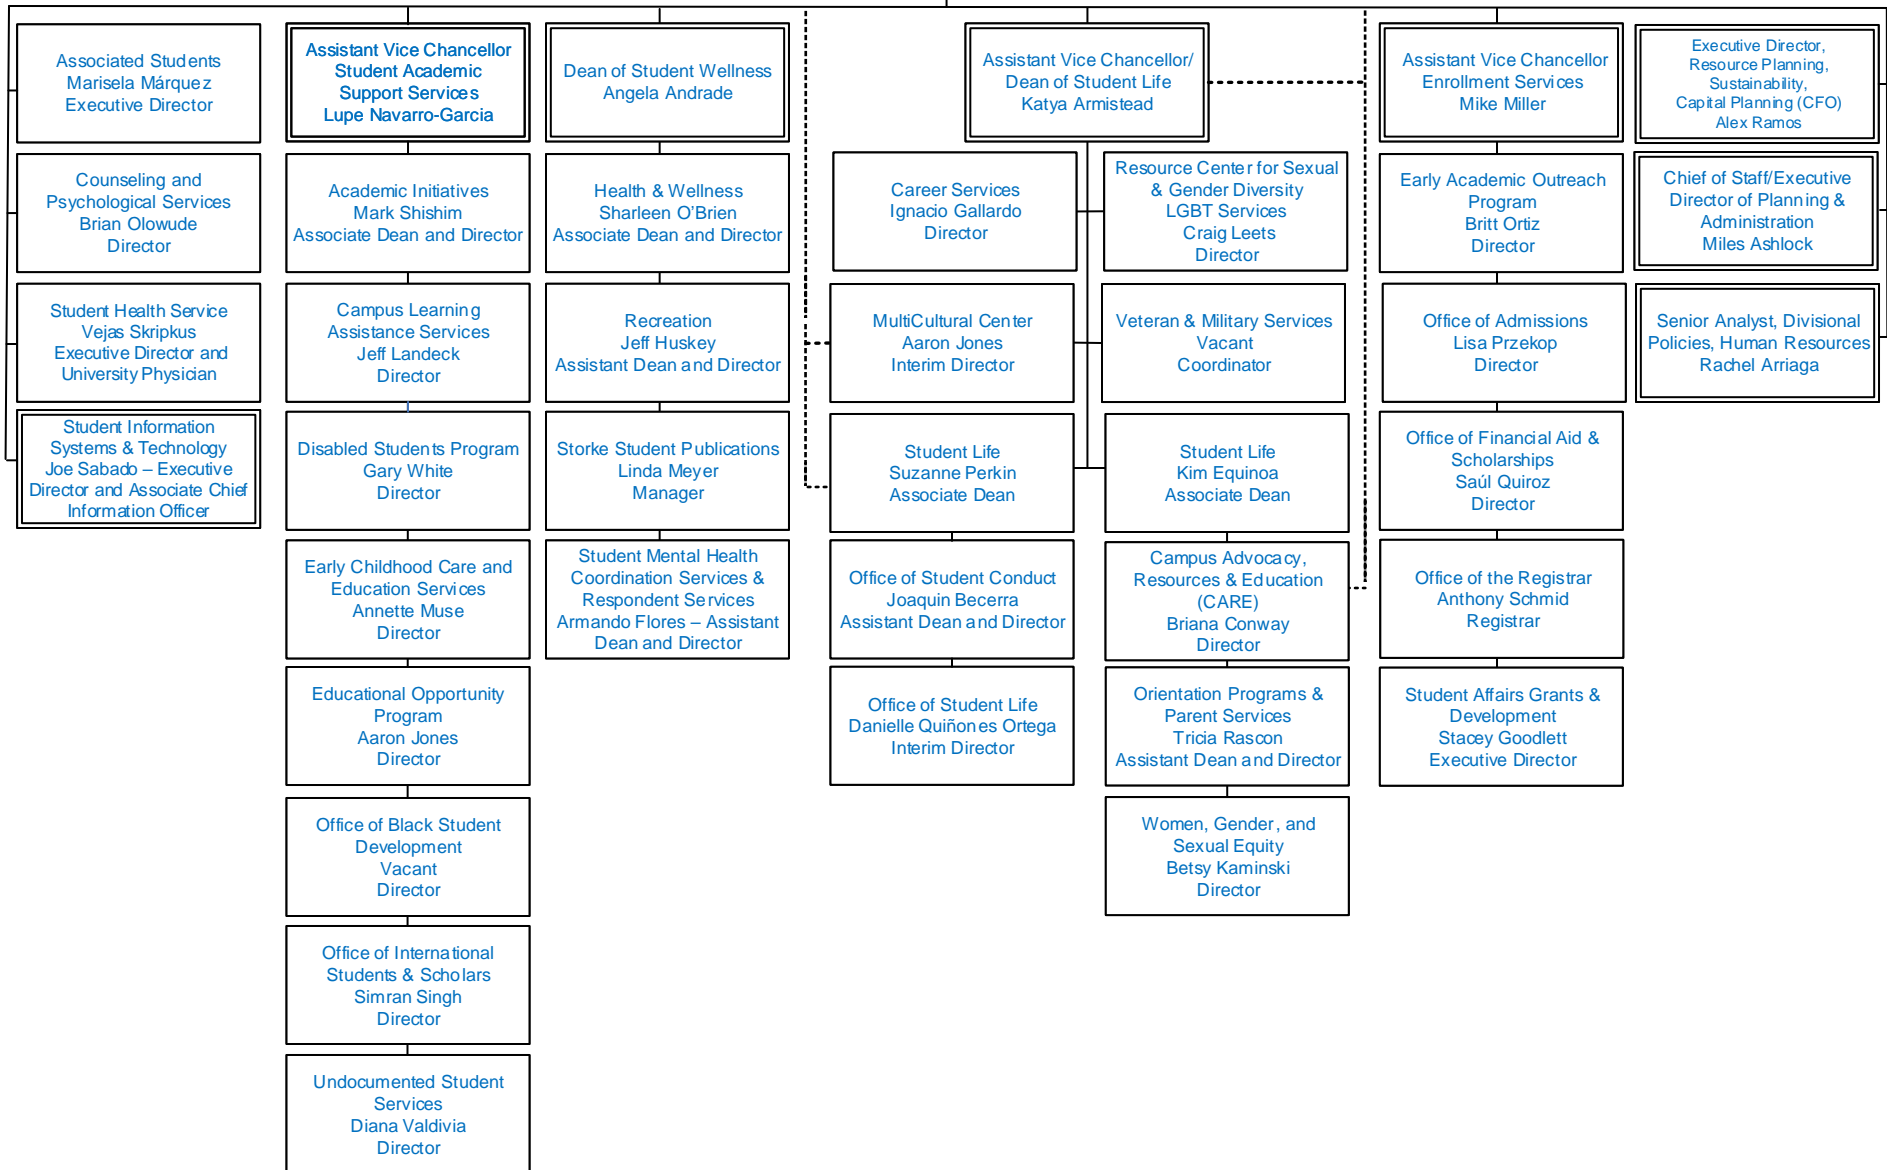 Associated Students
Marisela Márquez
Executive Director
Counseling and
Psychological Services
Brian Olowude
Director
Student Health Service
Vejas Skripkus
Executive Director and
University Physician
Student Information
Systems & Technology
Joe Sabado – Executive
Director and Associate Chief
Information Officer
Assistant Vice Chancellor
Student Academic
Support Services
Lupe Navarro-Garcia
Academic Initiatives
Mark Shishim
Associate Dean and Director
Campus Learning
Assistance Services
Jeff Landeck
Director
Disabled Students Program
Gary White
Director
Early Childhood Care and
Education Services
Annette Muse
Director
Educational Opportunity
Program
Aaron Jones
Director
Office of Black Student
Development
Vacant
Director
Office of International
Students & Scholars
Simran Singh
Director
Undocumented Student
Services
Diana Valdivia
Director
Dean of Student Wellness
Angela Andrade
Health & Wellness
Sharleen O’Brien
Associate Dean and Director
Recreation
Jeff Huskey
Assistant Dean and Director
Storke Student Publications
Linda Meyer
Manager
Student Mental Health
Coordination Services &
Respondent Services
Armando Flores – Assistant
Dean and Director
Assistant Vice Chancellor/
Dean of Student Life
Katya Armistead
Career Services
Ignacio Gallardo
Director
MultiCultural Center
Aaron Jones
Interim Director
Student Life
Suzanne Perkin
Associate Dean
Office of Student Conduct
Joaquin Becerra
Assistant Dean and Director
Office of Student Life
Danielle Quiñones Ortega
Interim Director
Resource Center for Sexual
& Gender Diversity
LGBT Services
Craig Leets
Director
Veteran & Military Services
Vacant
Coordinator
Student Life
Kim Equinoa
Associate Dean
Campus Advocacy,
Resources & Education
(CARE)
Briana Conway
Director
Orientation Programs &
Parent Services
Tricia Rascon
Assistant Dean and Director
Women, Gender, and
Sexual Equity
Betsy Kaminski
Director
Assistant Vice Chancellor
Enrollment Services
Mike Miller
Early Academic Outreach
Program
Britt Ortiz
Director
Office of Admissions
Lisa Przekop
Director
Office of Financial Aid &
Scholarships
Saúl Quiroz
Director
Office of the Registrar
Anthony Schmid
Registrar
Student Affairs Grants &
Development
Stacey Goodlett
Executive Director
Executive Director,
Resource Planning,
Sustainability,
Capital Planning (CFO)
Alex Ramos
Chief of Staff/Executive
Director of Planning &
Administration
Miles Ashlock
Senior Analyst, Divisional
Policies, Human Resources
Rachel Arriaga